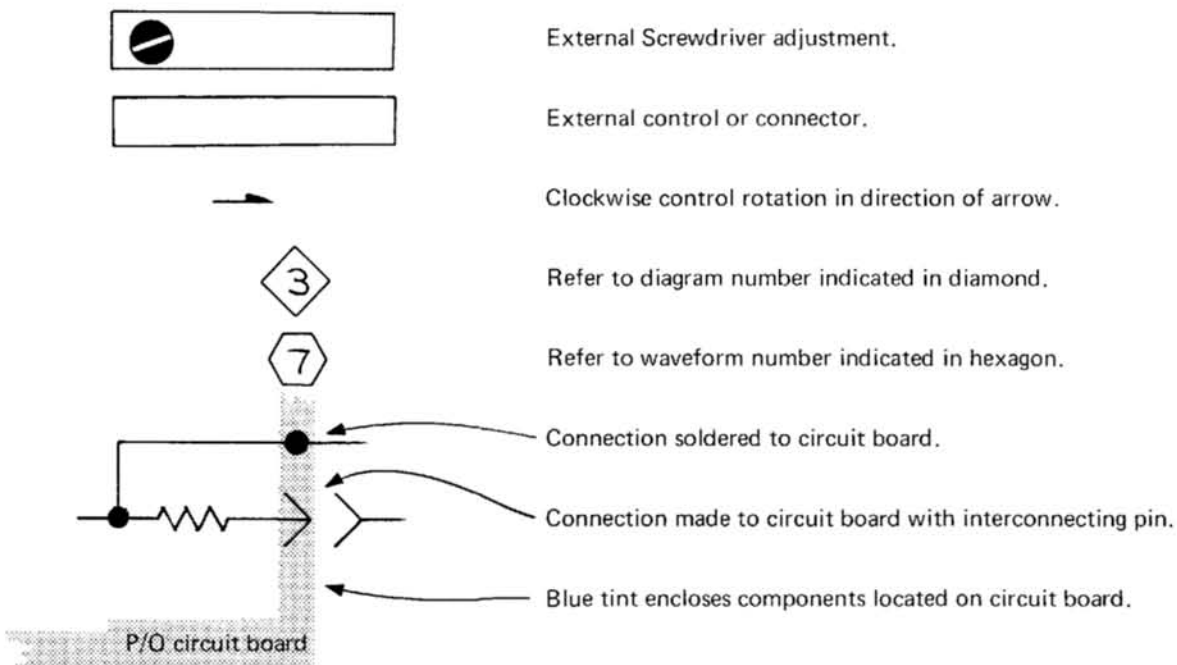 External Screwdriver adjustment.
External control or connector.
Clockwise control rotation in direction of arrow.
3
Refer to diagram number indicated in diamond.
7
Refer to waveform number indicated in hexagon.
Connection soldered to circuit board.
Connection made to circuit board with interconnecting pin.
Blue tint encloses components located on circuit board.
P/O circuit board